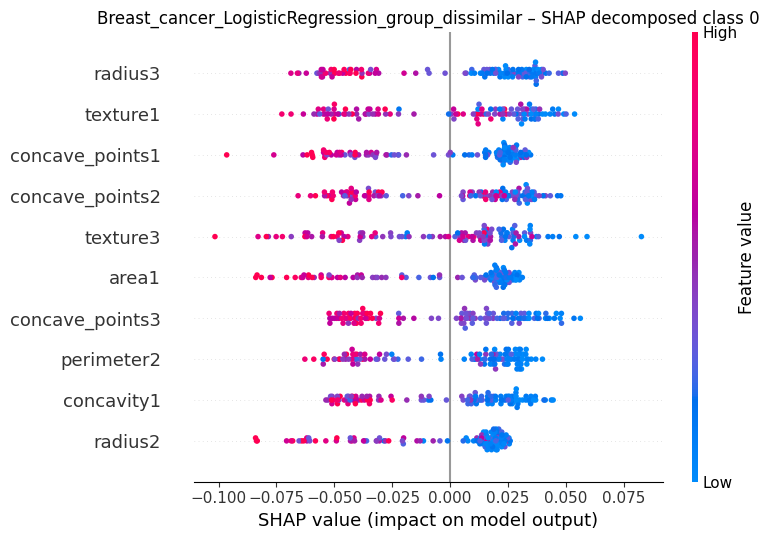 Breast_cancer_LogisticRegression_group_dissimilar – SHAP decomposed class 0
High
radius3
texture1
concave_points1
concave_points2
texture3
area1
concave_points3
perimeter2
concavity1
radius2
Feature value
Low
−0.100 −0.075 −0.050 −0.025 0.000 0.025 0.050 0.075
SHAP value (impact on model output)